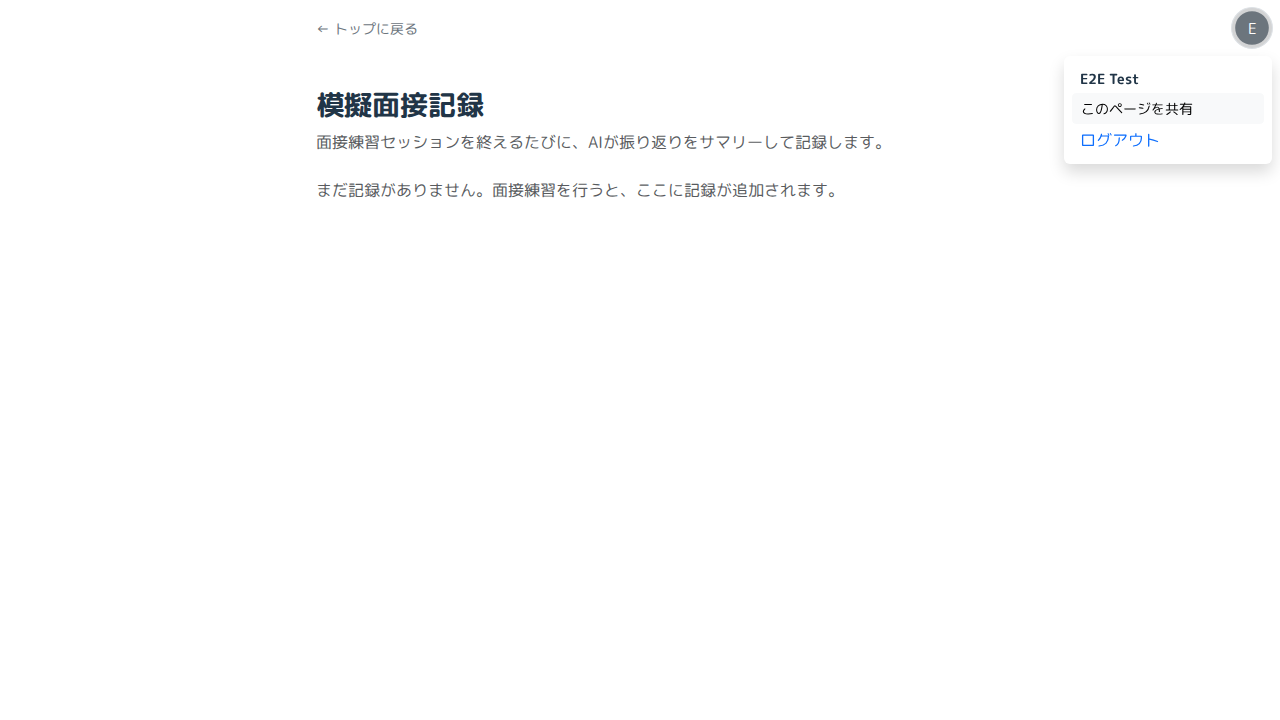 ← トップに戻る
E
E2E Test
このページを共有
ログアウト
模擬面接記録
面接練習セッションを終えるたびに、AIが振り返りをサマリーして記録します。
まだ記録がありません。面接練習を行うと、ここに記録が追加されます。